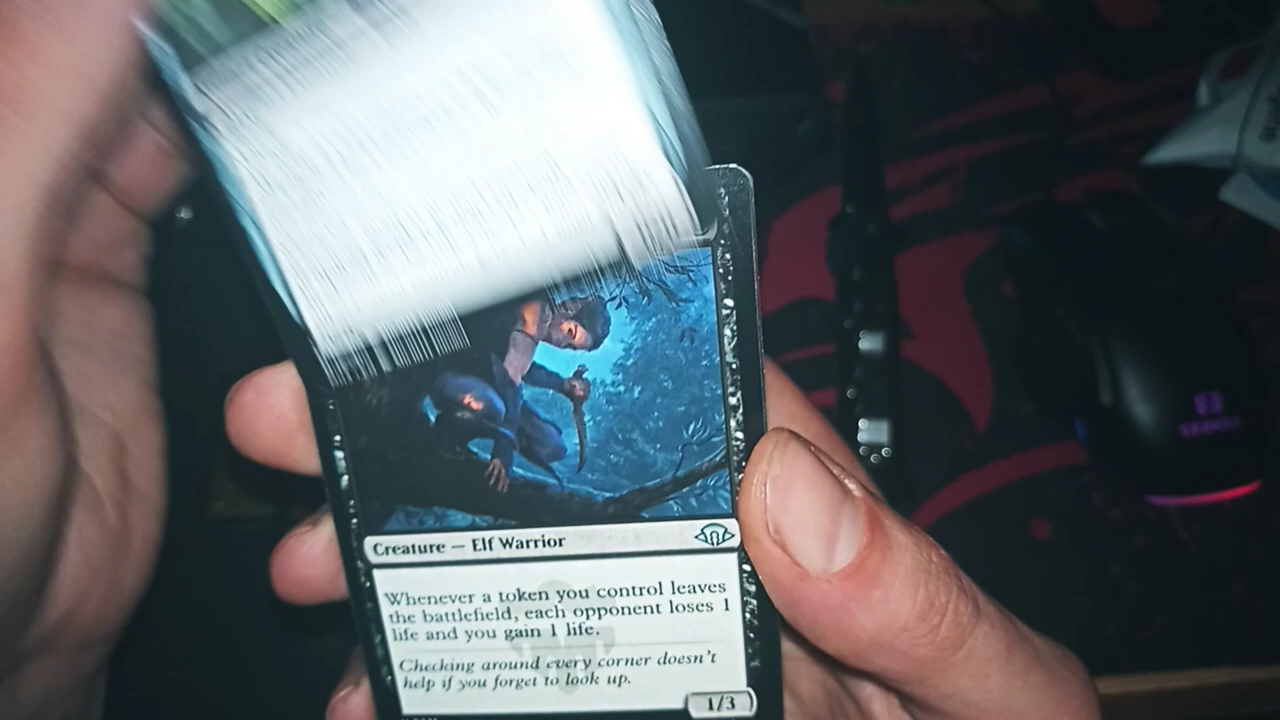 Creature — Elf Warrior
Whenever a token you control leaves
the battlefield, each opponent loses 1
life and you gain 1 life.
Checking around every corner doesn't
help if you forget to look up.
1/3